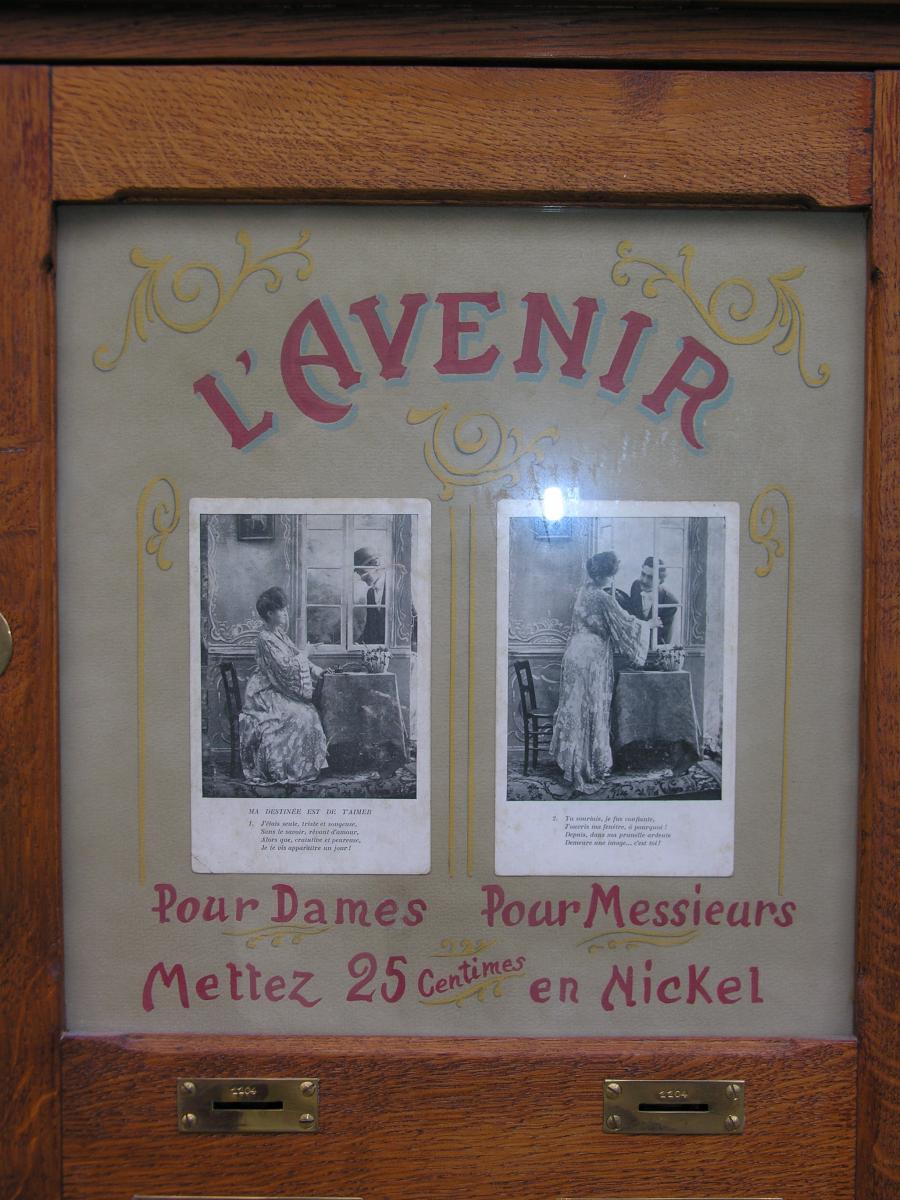 L'AVENIR
MA DESTINÉE EST DE T'AIMER
1. J'étais seule, triste et songeuse,
Sans le savoir, rêvant d'amour,
Alors que, craintive et peureuse,
Je te vis apparaître un jour!
2. Tu souriais, je fus confiante,
J'ouvris ma fenêtre, ô pourquoi!
Depuis, dans ma prunelle ardente
Demeure une image... c'est toi!
Pour Dames
Pour Messieurs
Mettez 25 Centimes en Nickel
1204
1204